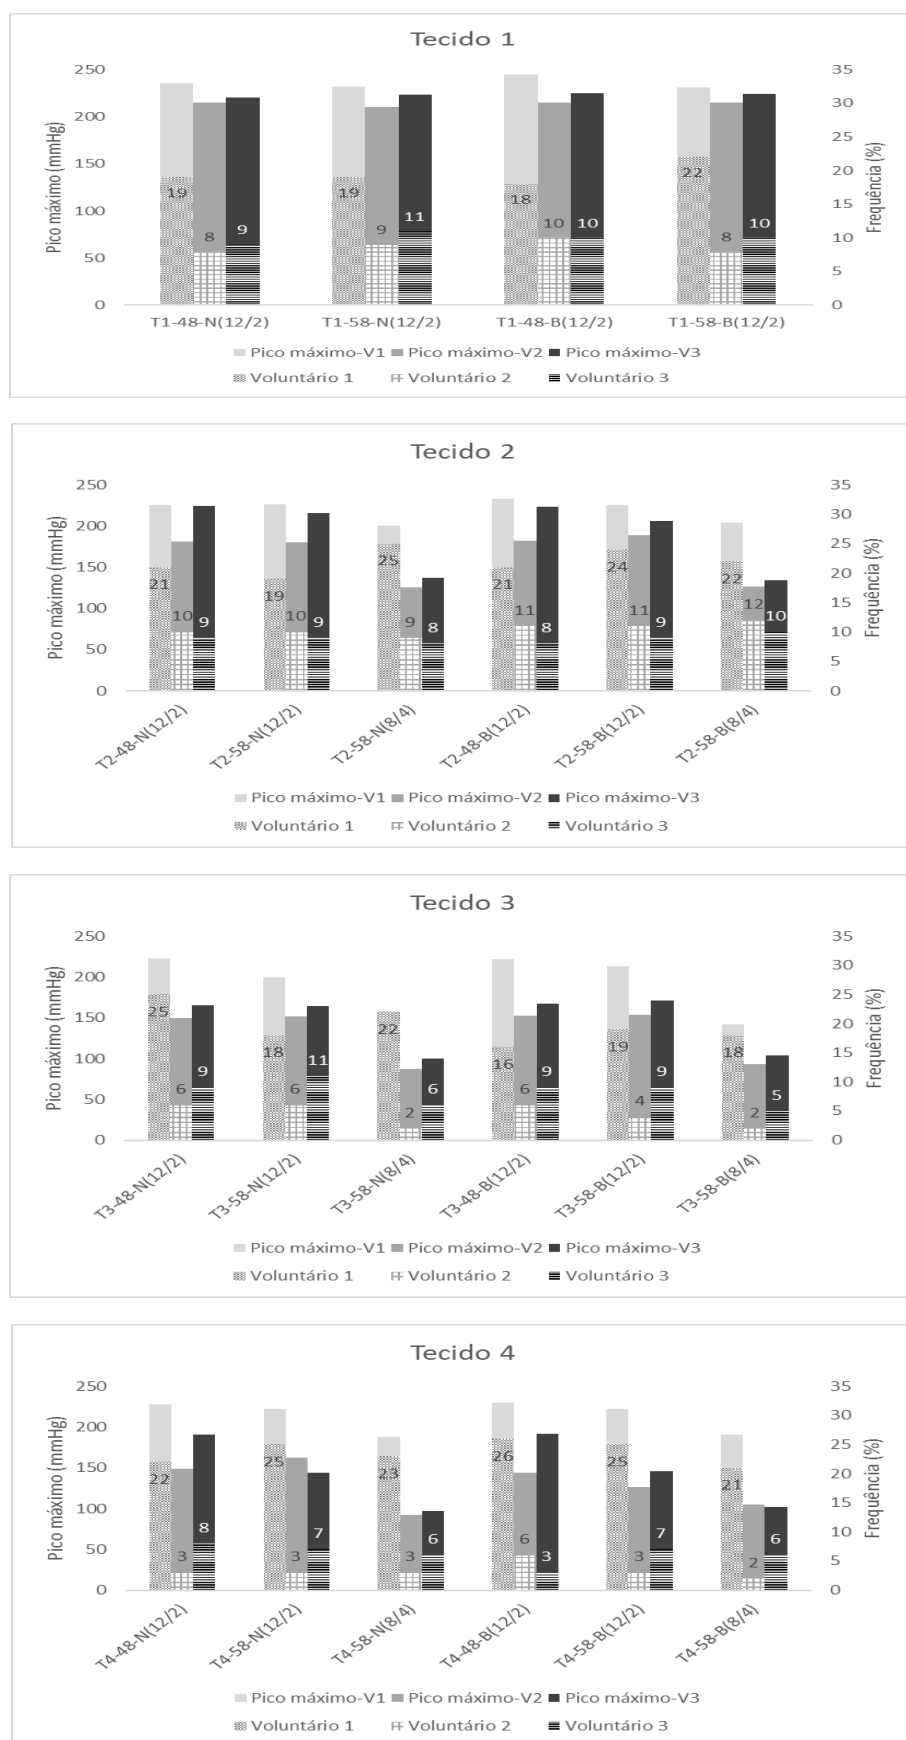 Tecido 1
Pico máximo (mmHg)
Frequência (%)
250
200
150
100
50
0
35
30
25
20
15
10
5
0
19 8 9 19 9 11 18 10 10 22 8 10
T1-48-N(12/2) T1-58-N(12/2) T1-48-B(12/2) T1-58-B(12/2)
Pico máximo-V1 Pico máximo-V2 Pico máximo-V3
Voluntário 1 Voluntário 2 Voluntário 3
Tecido 2
Pico máximo (mmHg)
Frequência (%)
250
200
150
100
50
0
35
30
25
20
15
10
5
0
21 10 9 19 10 9 25 9 8 21 11 8 24 11 9 22 12 10
T2-48-N(12/2) T2-58-N(12/2) T2-58-N(8/4) T2-48-B(12/2) T2-58-B(12/2) T2-58-B(8/4)
Pico máximo-V1 Pico máximo-V2 Pico máximo-V3
Voluntário 1 Voluntário 2 Voluntário 3
Tecido 3
Pico máximo (mmHg)
Frequência (%)
250
200
150
100
50
0
35
30
25
20
15
10
5
0
25 6 9 18 6 11 22 2 6 16 6 9 19 4 9 18 2 5
T3-48-N(12/2) T3-58-N(12/2) T3-58-N(8/4) T3-48-B(12/2) T3-58-B(12/2) T3-58-B(8/4)
Pico máximo-V1 Pico máximo-V2 Pico máximo-V3
Voluntário 1 Voluntário 2 Voluntário 3
Tecido 4
Pico máximo (mmHg)
Frequência (%)
250
200
150
100
50
0
35
30
25
20
15
10
5
0
22 3 8 25 3 7 23 3 6 26 6 3 25 3 7 21 2 6
T4-48-N(12/2) T4-58-N(12/2) T4-58-N(8/4) T4-48-B(12/2) T4-58-B(12/2) T4-58-B(8/4)
Pico máximo-V1 Pico máximo-V2 Pico máximo-V3
Voluntário 1 Voluntário 2 Voluntário 3